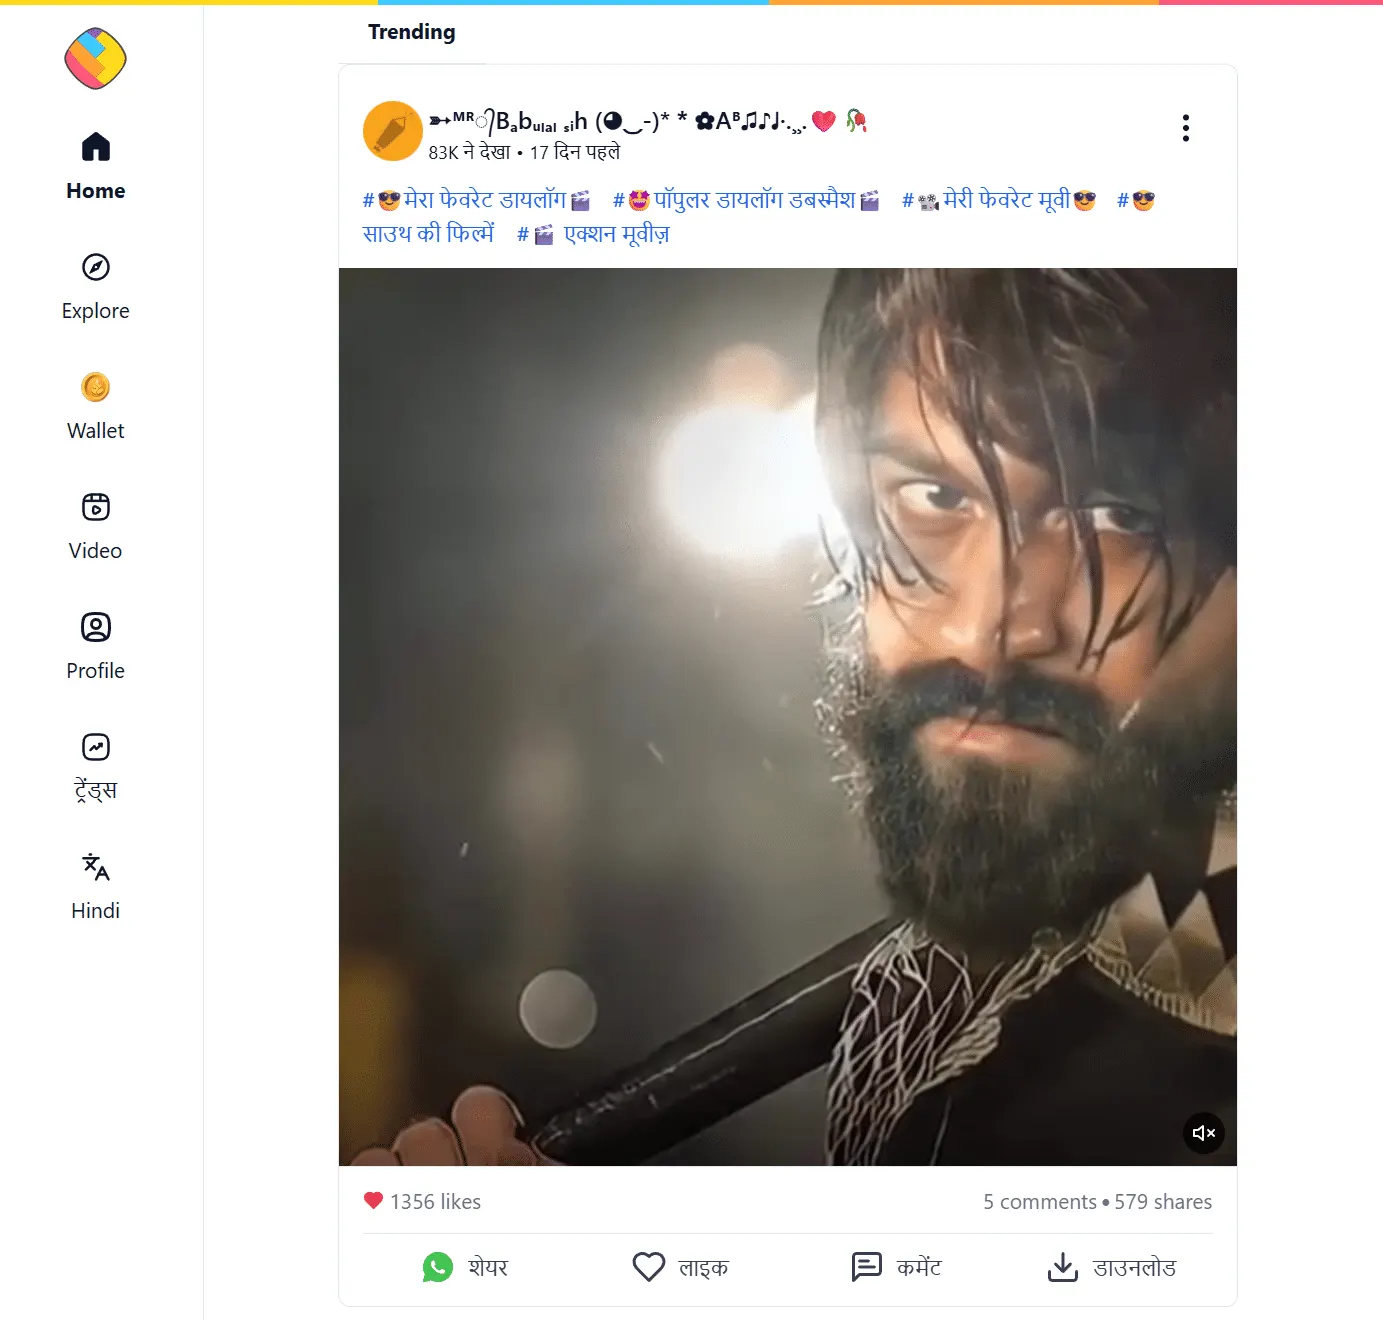 Trending
➳ᴹᴿ᭄Bₐbᵤₗₐₗ ₛᵢh (◕‿-)* * ✿Aᴮ♫♪♩·.¸¸.💗 🥀
83K ने देखा • 17 दिन पहले
#😎मेरा फेवरेट डायलॉग🎬 #🤩पॉपुलर डायलॉग डबस्मैश🎬 #📽️मेरी फेवरेट मूवी😎 #😎
साउथ की फिल्में #🎬 एक्शन मूवीज़
1356 likes
5 comments • 579 shares
शेयर
लाइक
कमेंट
डाउनलोड
Home
Explore
Wallet
Video
Profile
ट्रेंड्स
Hindi